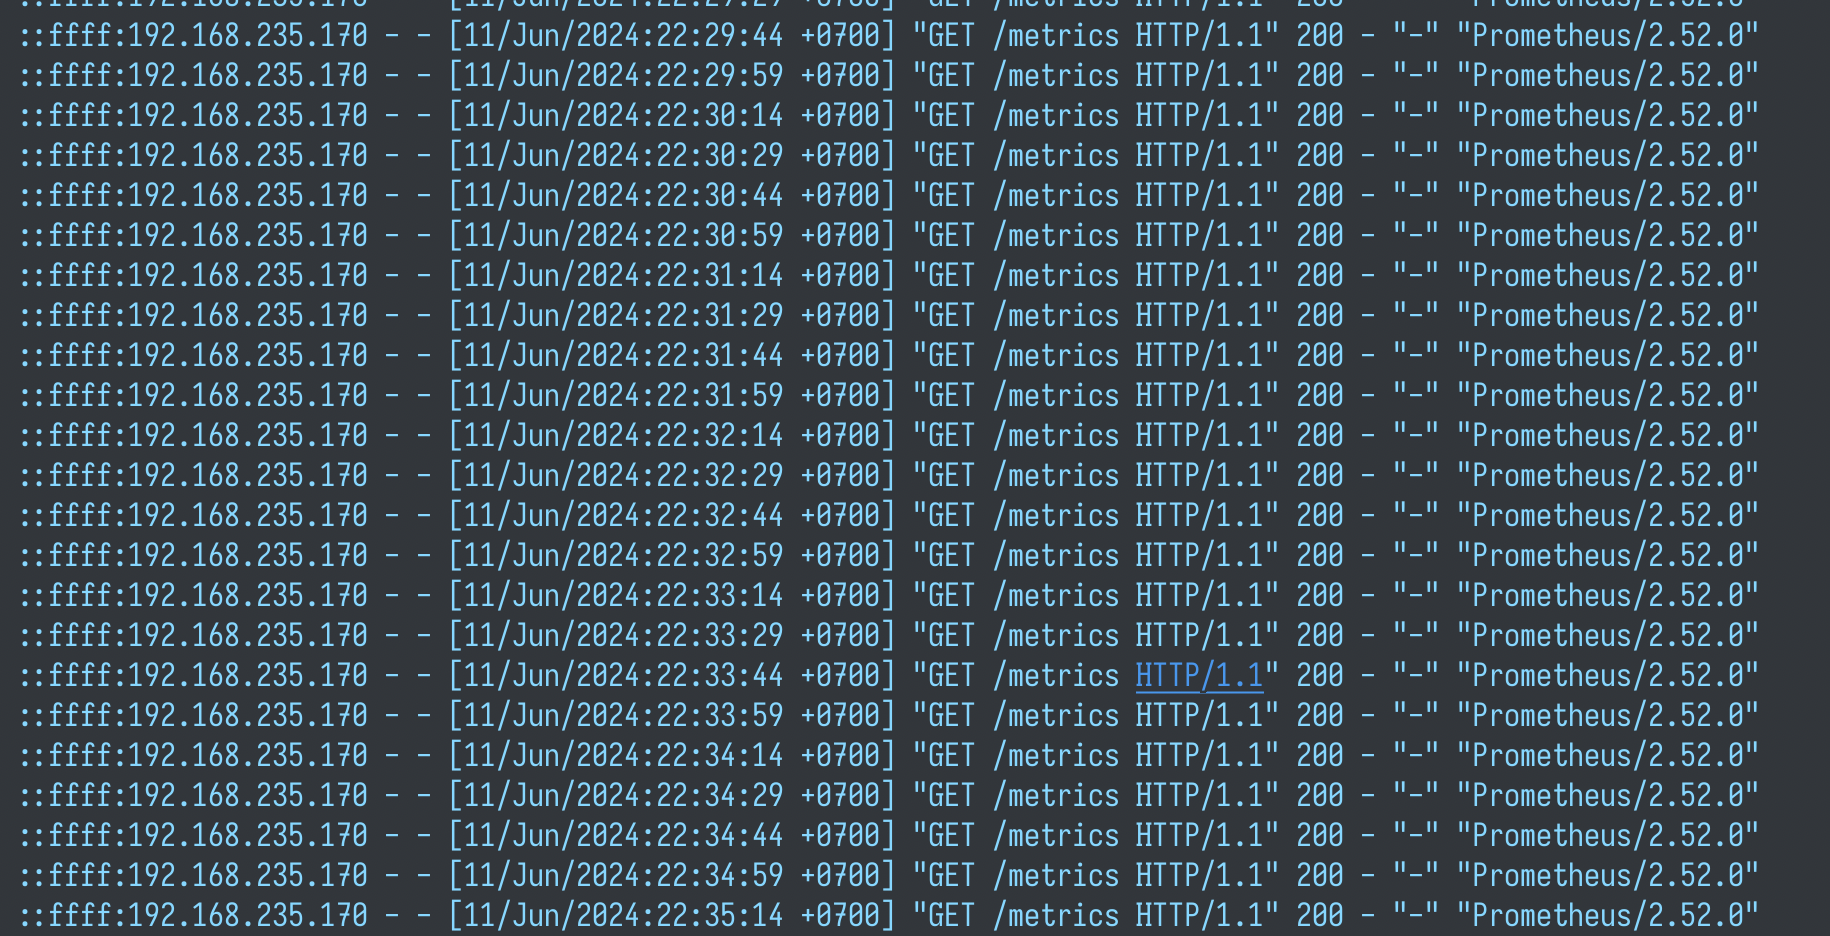 ::ffff:192.168.235.170 - - [11/Jun/2024:22:29:29 +0700] "GET /metrics HTTP/1.1" 200 - "-" "Prometheus/2.52.0"
::ffff:192.168.235.170 - - [11/Jun/2024:22:29:44 +0700] "GET /metrics HTTP/1.1" 200 - "-" "Prometheus/2.52.0"
::ffff:192.168.235.170 - - [11/Jun/2024:22:29:59 +0700] "GET /metrics HTTP/1.1" 200 - "-" "Prometheus/2.52.0"
::ffff:192.168.235.170 - - [11/Jun/2024:22:30:14 +0700] "GET /metrics HTTP/1.1" 200 - "-" "Prometheus/2.52.0"
::ffff:192.168.235.170 - - [11/Jun/2024:22:30:29 +0700] "GET /metrics HTTP/1.1" 200 - "-" "Prometheus/2.52.0"
::ffff:192.168.235.170 - - [11/Jun/2024:22:30:44 +0700] "GET /metrics HTTP/1.1" 200 - "-" "Prometheus/2.52.0"
::ffff:192.168.235.170 - - [11/Jun/2024:22:30:59 +0700] "GET /metrics HTTP/1.1" 200 - "-" "Prometheus/2.52.0"
::ffff:192.168.235.170 - - [11/Jun/2024:22:31:14 +0700] "GET /metrics HTTP/1.1" 200 - "-" "Prometheus/2.52.0"
::ffff:192.168.235.170 - - [11/Jun/2024:22:31:29 +0700] "GET /metrics HTTP/1.1" 200 - "-" "Prometheus/2.52.0"
::ffff:192.168.235.170 - - [11/Jun/2024:22:31:44 +0700] "GET /metrics HTTP/1.1" 200 - "-" "Prometheus/2.52.0"
::ffff:192.168.235.170 - - [11/Jun/2024:22:31:59 +0700] "GET /metrics HTTP/1.1" 200 - "-" "Prometheus/2.52.0"
::ffff:192.168.235.170 - - [11/Jun/2024:22:32:14 +0700] "GET /metrics HTTP/1.1" 200 - "-" "Prometheus/2.52.0"
::ffff:192.168.235.170 - - [11/Jun/2024:22:32:29 +0700] "GET /metrics HTTP/1.1" 200 - "-" "Prometheus/2.52.0"
::ffff:192.168.235.170 - - [11/Jun/2024:22:32:44 +0700] "GET /metrics HTTP/1.1" 200 - "-" "Prometheus/2.52.0"
::ffff:192.168.235.170 - - [11/Jun/2024:22:32:59 +0700] "GET /metrics HTTP/1.1" 200 - "-" "Prometheus/2.52.0"
::ffff:192.168.235.170 - - [11/Jun/2024:22:33:14 +0700] "GET /metrics HTTP/1.1" 200 - "-" "Prometheus/2.52.0"
::ffff:192.168.235.170 - - [11/Jun/2024:22:33:29 +0700] "GET /metrics HTTP/1.1" 200 - "-" "Prometheus/2.52.0"
::ffff:192.168.235.170 - - [11/Jun/2024:22:33:44 +0700] "GET /metrics HTTP/1.1" 200 - "-" "Prometheus/2.52.0"
::ffff:192.168.235.170 - - [11/Jun/2024:22:33:59 +0700] "GET /metrics HTTP/1.1" 200 - "-" "Prometheus/2.52.0"
::ffff:192.168.235.170 - - [11/Jun/2024:22:34:14 +0700] "GET /metrics HTTP/1.1" 200 - "-" "Prometheus/2.52.0"
::ffff:192.168.235.170 - - [11/Jun/2024:22:34:29 +0700] "GET /metrics HTTP/1.1" 200 - "-" "Prometheus/2.52.0"
::ffff:192.168.235.170 - - [11/Jun/2024:22:34:44 +0700] "GET /metrics HTTP/1.1" 200 - "-" "Prometheus/2.52.0"
::ffff:192.168.235.170 - - [11/Jun/2024:22:34:59 +0700] "GET /metrics HTTP/1.1" 200 - "-" "Prometheus/2.52.0"
::ffff:192.168.235.170 - - [11/Jun/2024:22:35:14 +0700] "GET /metrics HTTP/1.1" 200 - "-" "Prometheus/2.52.0"